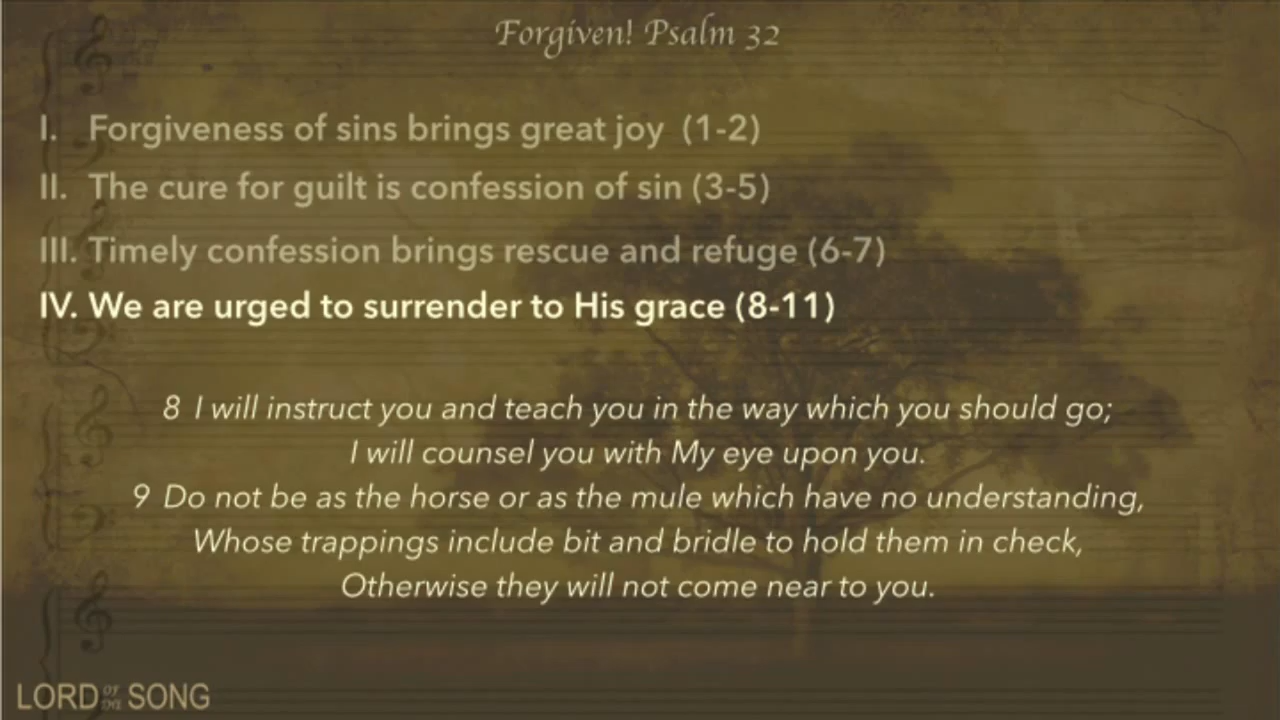 Forgiven! Psalm 32
I. Forgiveness of sins brings great joy (1-2)
II. The cure for guilt is confession of sin (3-5)
III. Timely confession brings rescue and refuge (6-7)
IV. We are urged to surrender to His grace (8-11)
8 I will instruct you and teach you in the way which you should go;
I will counsel you with My eye upon you.
9 Do not be as the horse or as the mule which have no understanding,
Whose trappings include bit and bridle to hold them in check,
Otherwise they will not come near to you.
LORD OF THE SONG